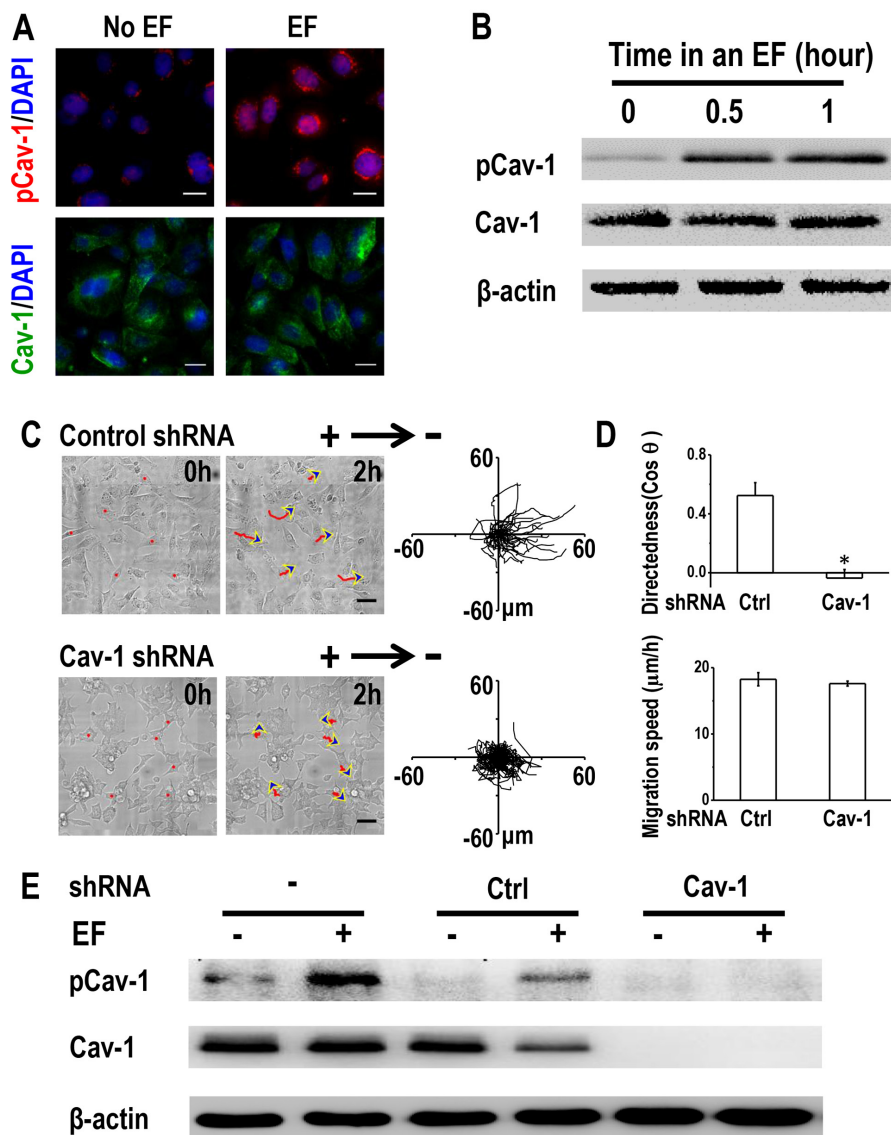 A
No EF
EF
pCav-1/DAPI
Cav-1/DAPI
B
Time in an EF (hour)
0 0.5 1
pCav-1
Cav-1
β-actin
C
Control shRNA + -
0h
2h
60
-60 60
-60 μm
Cav-1 shRNA + -
0h
2h
60
-60 60
-60 μm
D
Directedness(Cos θ)
0.8
0.4
0.0
*
shRNA Ctrl Cav-1
Migration speed (μm/h)
20
10
0
shRNA Ctrl Cav-1
E
shRNA - Ctrl Cav-1
EF - + - + - +
pCav-1
Cav-1
β-actin